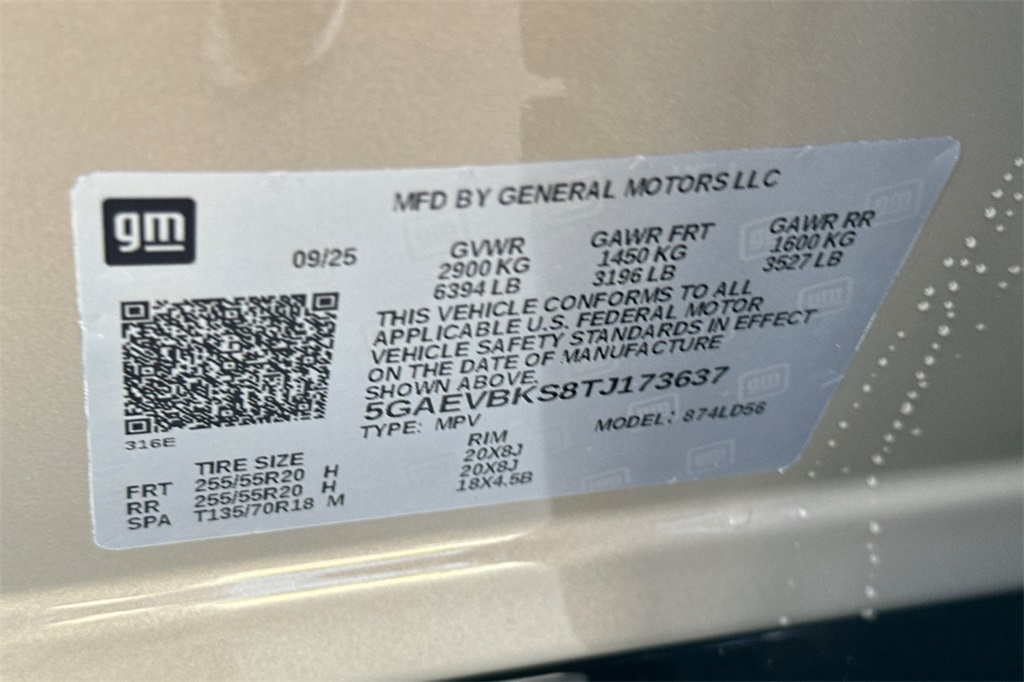 gm
MFD BY GENERAL MOTORS LLC
09/25
GVWR
2900 KG
6394 LB
GAWR FRT
1450 KG
3196 LB
GAWR RR
1600 KG
3527 LB
THIS VEHICLE CONFORMS TO ALL
APPLICABLE U.S. FEDERAL MOTOR
VEHICLE SAFETY STANDARDS IN EFFECT
ON THE DATE OF MANUFACTURE
SHOWN ABOVE.
5GAEVBKS8TJ173637
TYPE: MPV MODEL: 874LD56
316E
TIRE SIZE RIM
FRT 255/55R20 H 20X8J
RR 255/55R20 H 20X8J
SPA T135/70R18 M 18X4.5B